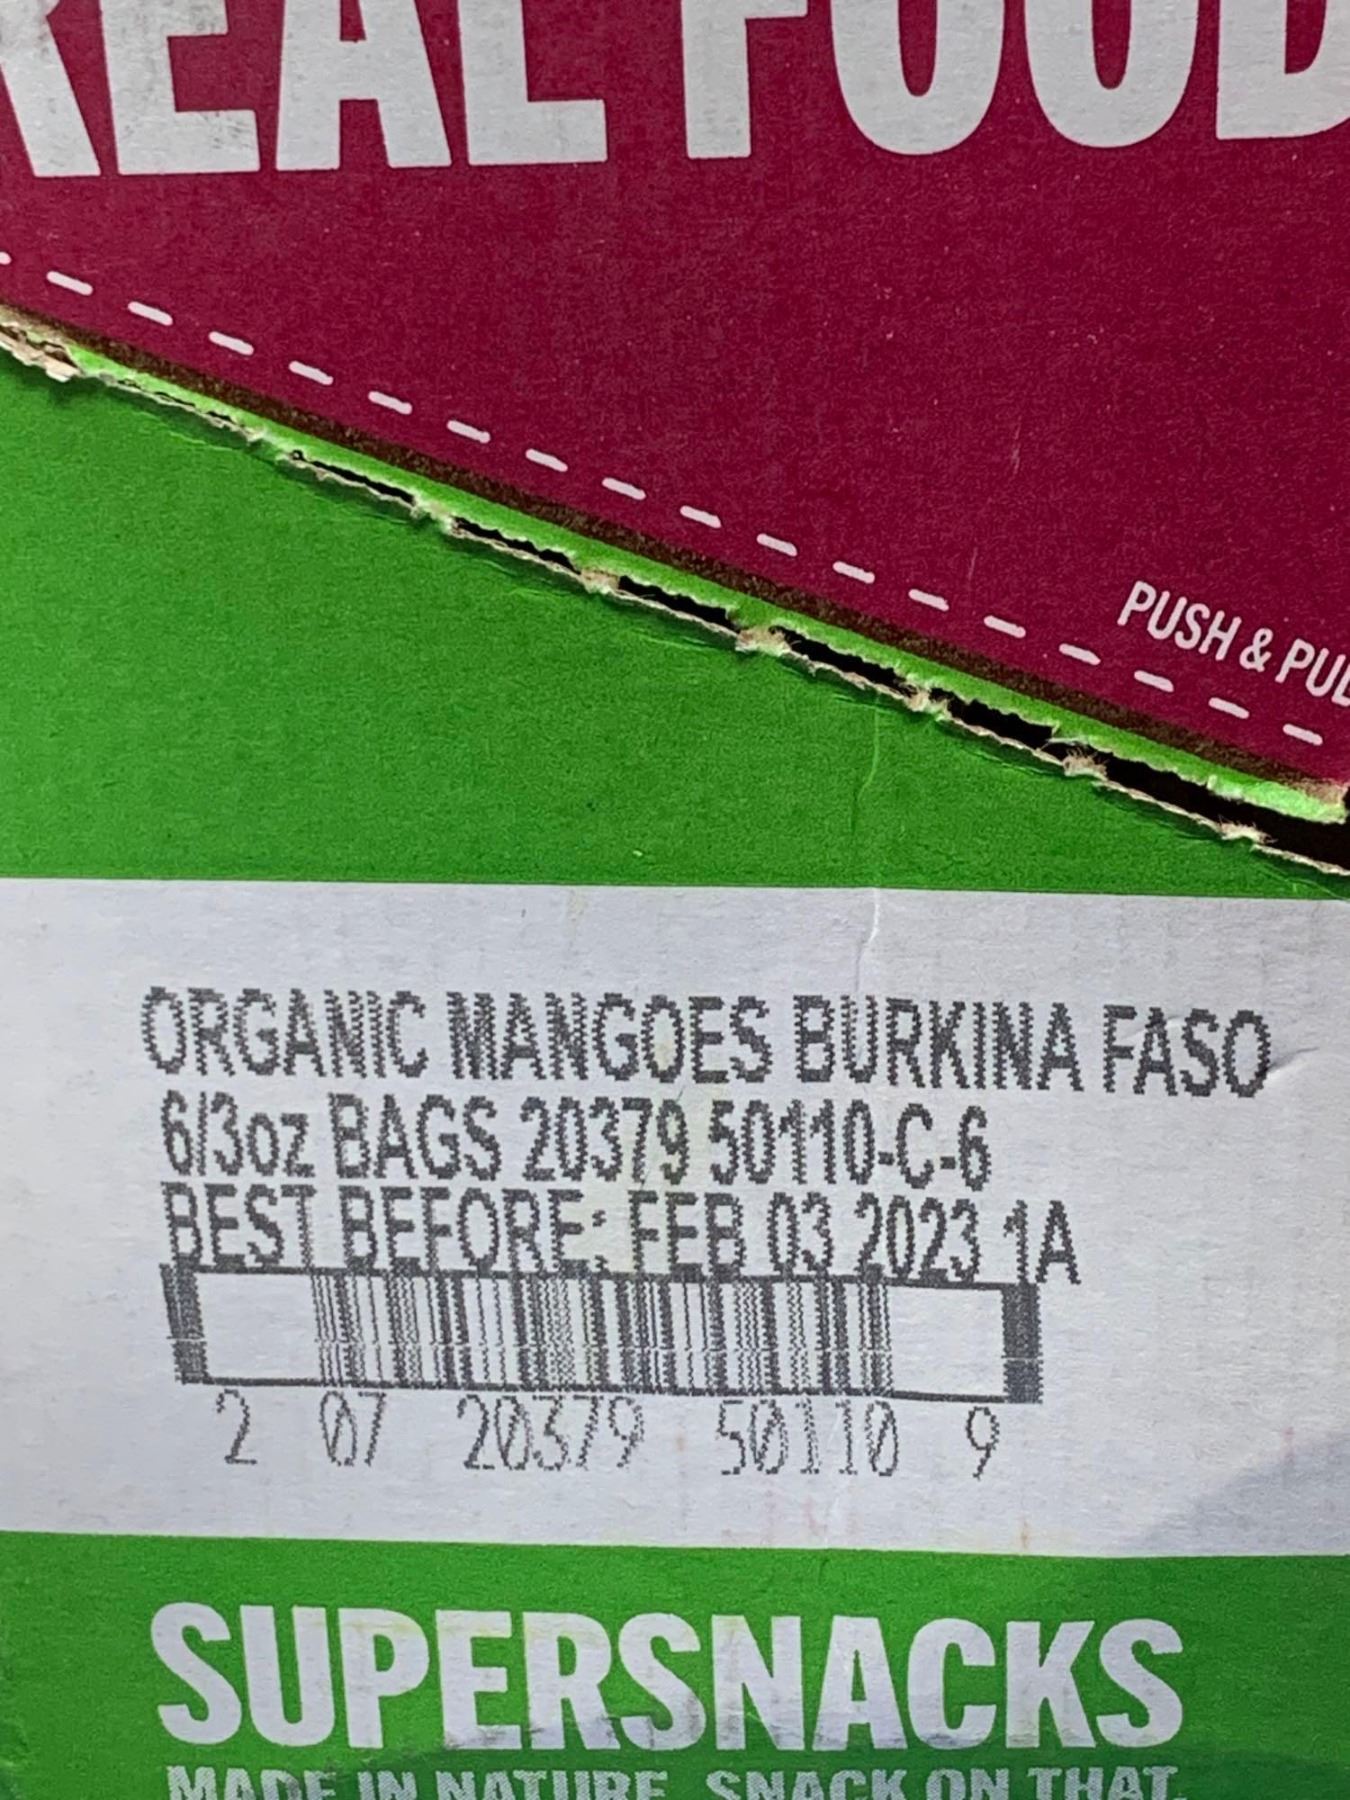 REAL FOOD
PUSH & PUL
ORGANIC MANGOES BURKINA FASO
6/3oz BAGS 20379 50110-C-6
BEST BEFORE: FEB 03 2023 1A
2 07 20379 50110 9
SUPERSNACKS
MADE IN NATURE. SNACK ON THAT.